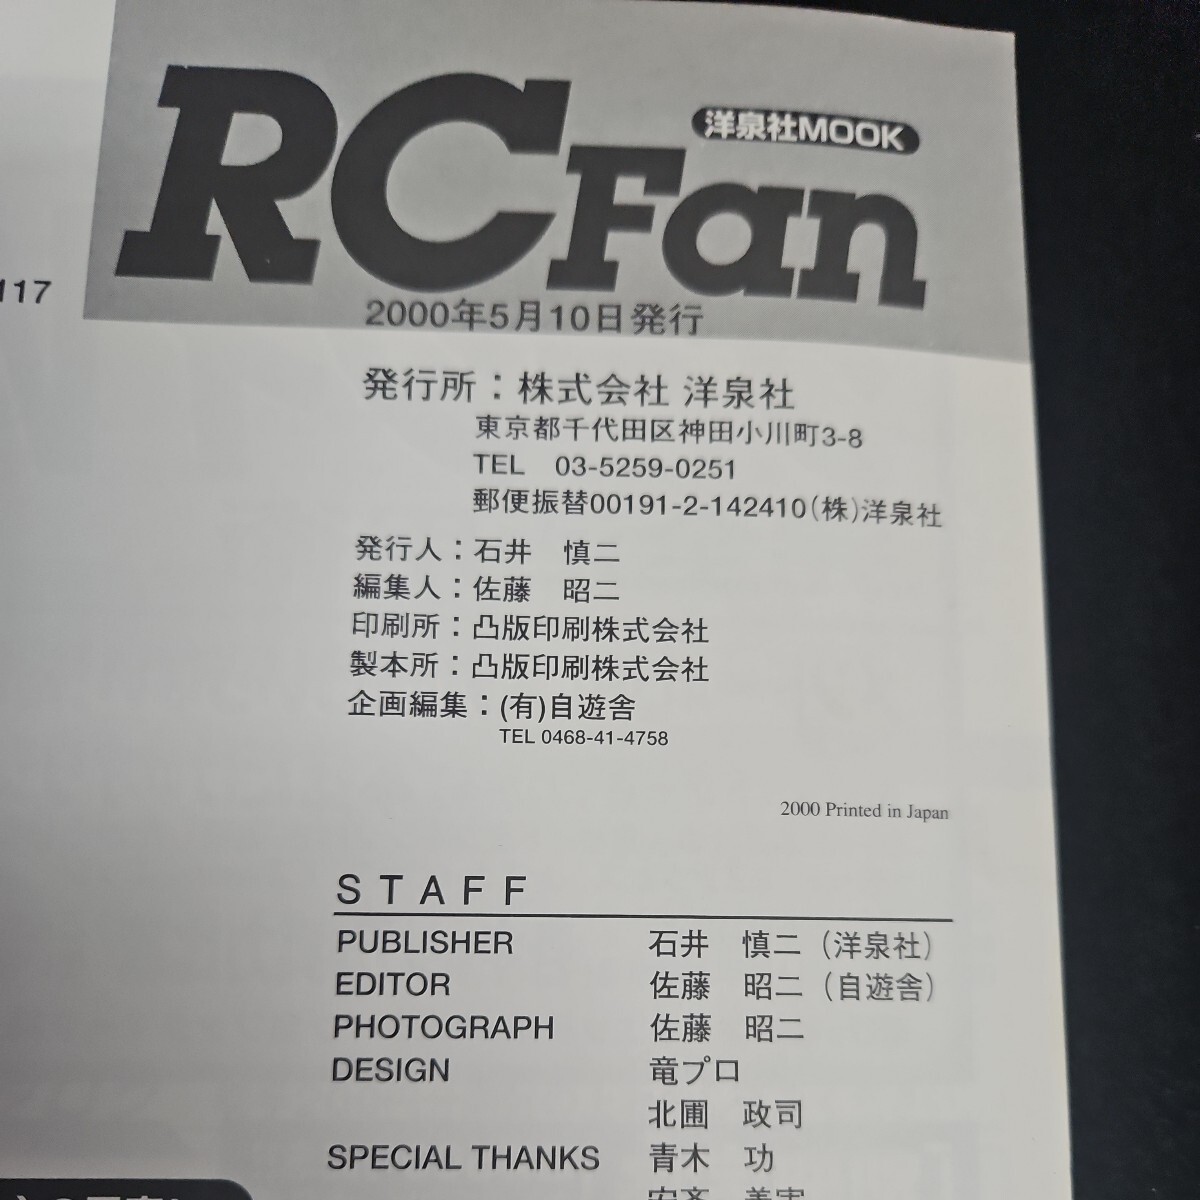 洋泉社MOOK
RCFan
2000年5月10日発行
117
発行所：株式会社 洋泉社
東京都千代田区神田小川町3-8
TEL 03-5259-0251
郵便振替00191-2-142410(株)洋泉社
発行人：石井 慎二
編集人：佐藤 昭二
印刷所：凸版印刷株式会社
製本所：凸版印刷株式会社
企画編集：(有)自遊舎
TEL 0468-41-4758
2000 Printed in Japan
STAFF
PUBLISHER 石井 慎二（洋泉社）
EDITOR 佐藤 昭二（自遊舎）
PHOTOGRAPH 佐藤 昭二
DESIGN 竜プロ
北圃 政司
SPECIAL THANKS 青木 功